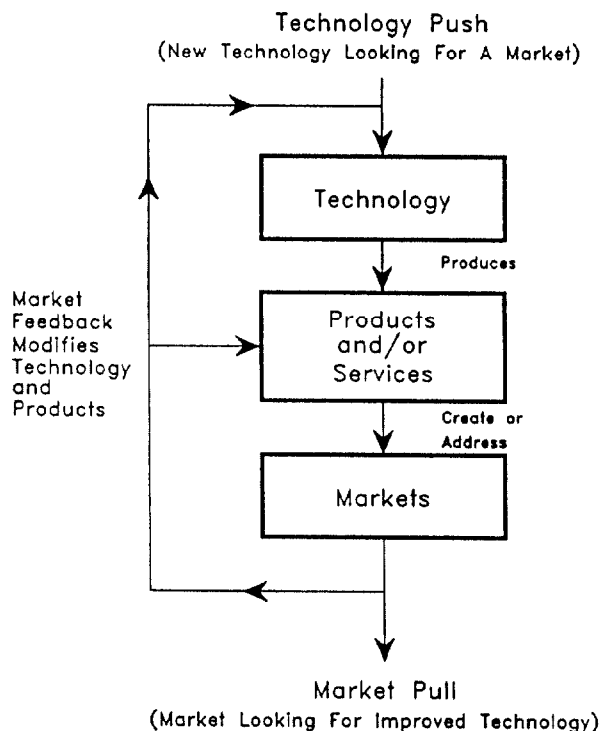 Technology Push
(New Technology Looking For A Market)
Technology
Produces
Market
Feedback
Modifies
Technology
and
Products
Products
and/or
Services
Create or
Address
Markets
Market Pull
(Market Looking For Improved Technology)